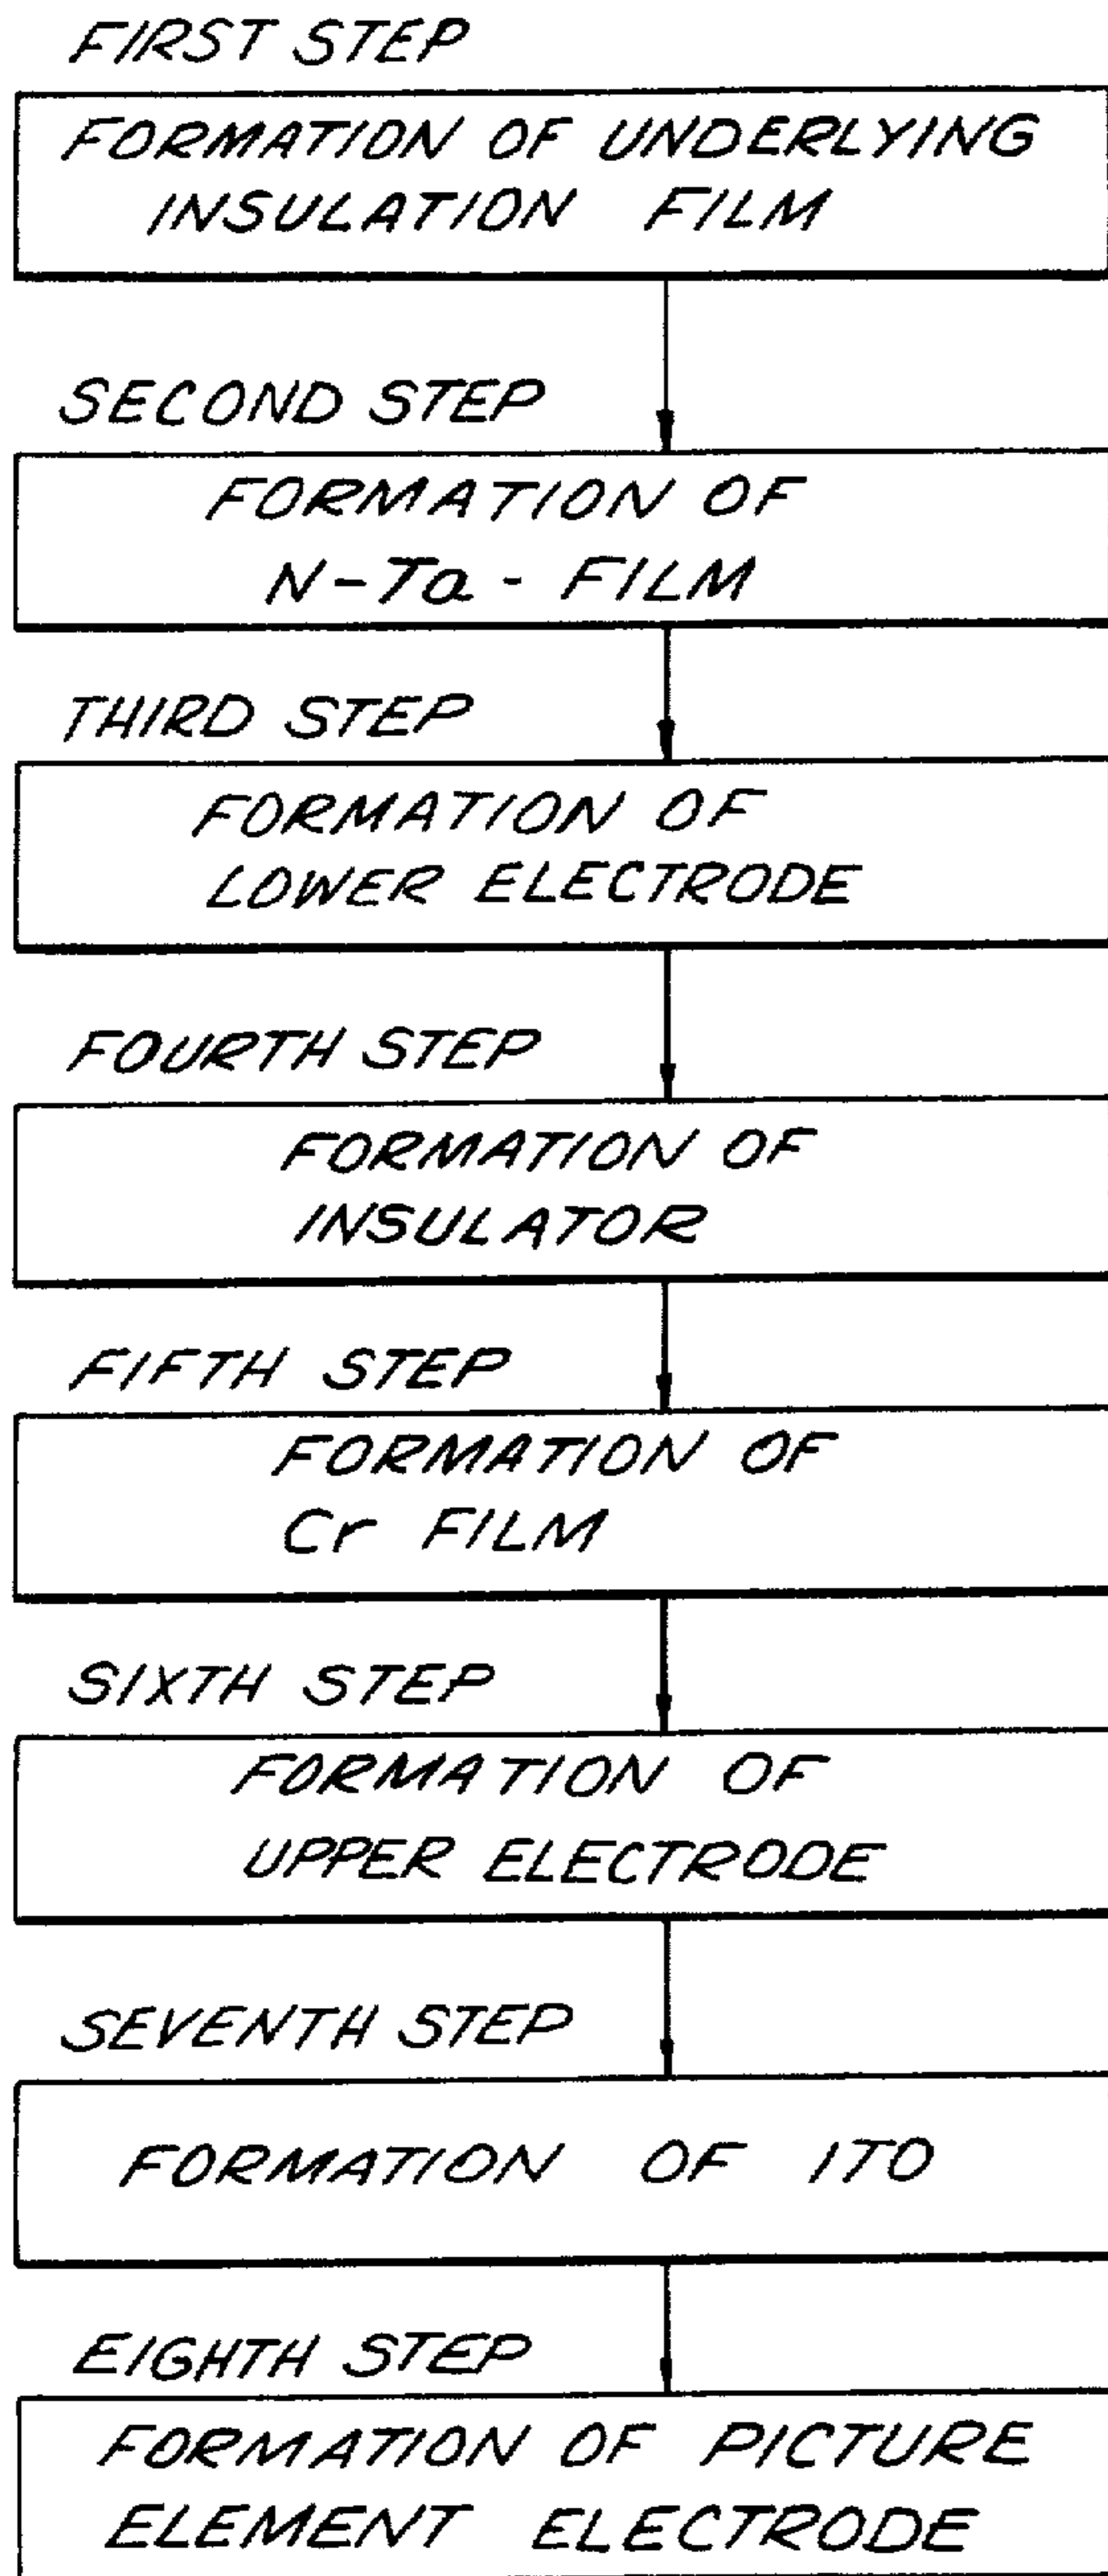 FIRST STEP
FORMATION OF UNDERLYING
INSULATION FILM
SECOND STEP
FORMATION OF
N-Ta- FILM
THIRD STEP
FORMATION OF
LOWER ELECTRODE
FOURTH STEP
FORMATION OF
INSULATOR
FIFTH STEP
FORMATION OF
Cr FILM
SIXTH STEP
FORMATION OF
UPPER ELECTRODE
SEVENTH STEP
FORMATION OF ITO
EIGHTH STEP
FORMATION OF PICTURE
ELEMENT ELECTRODE